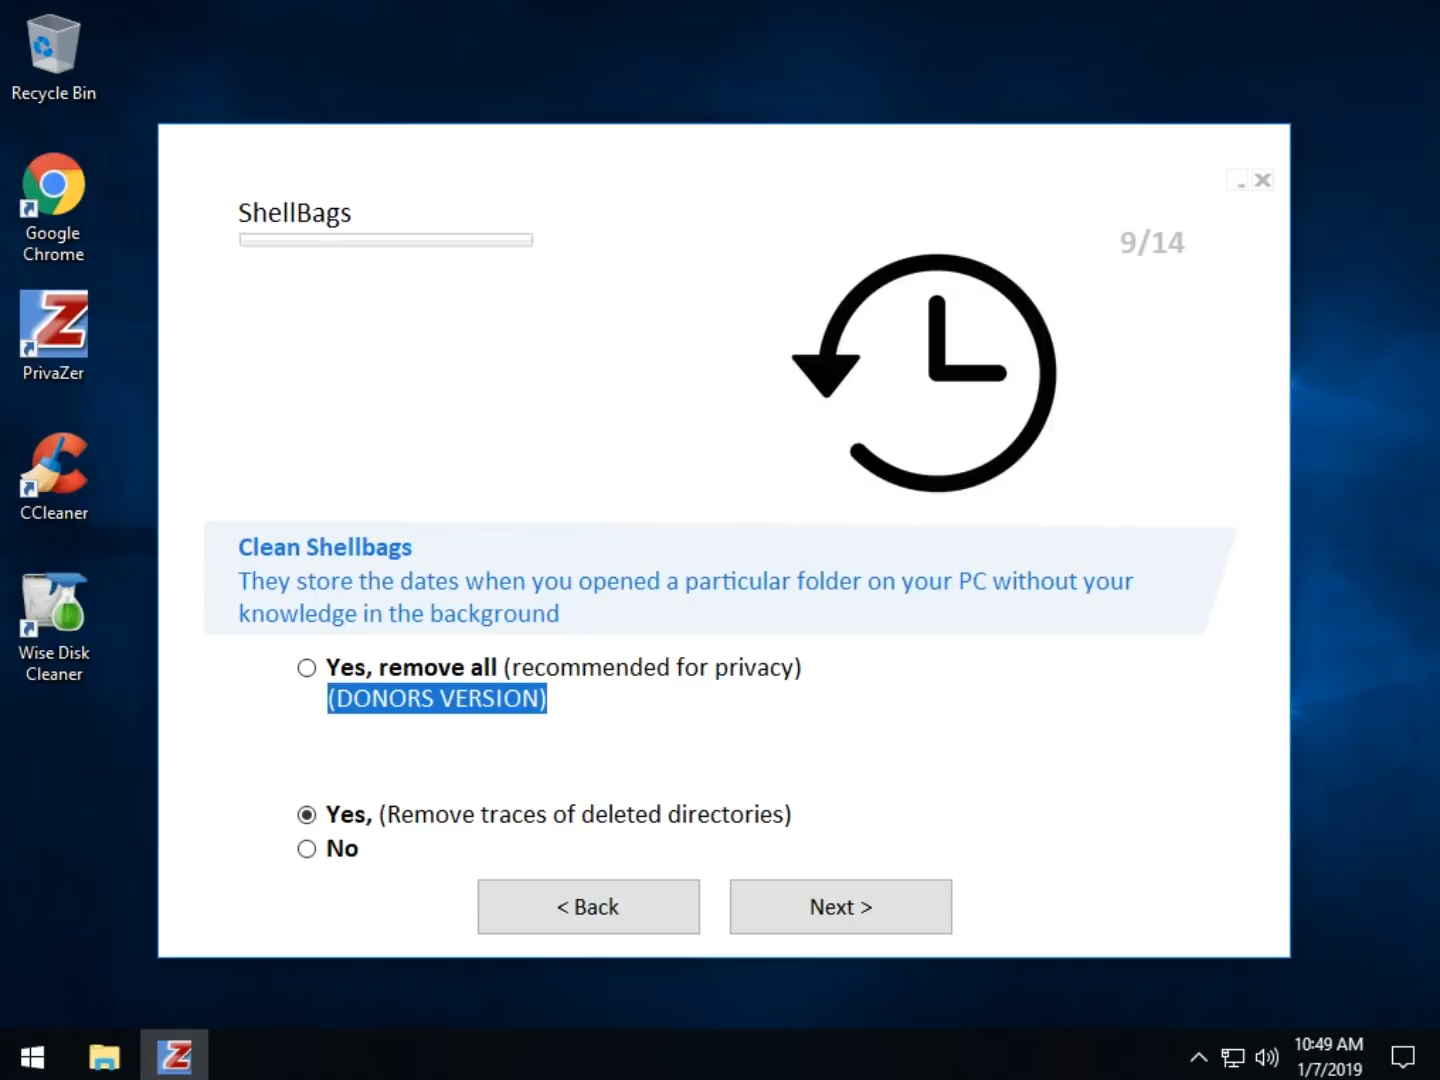 Recycle Bin
Google
Chrome
PrivaZer
CCleaner
Wise Disk
Cleaner
ShellBags
9/14
Clean Shellbags
They store the dates when you opened a particular folder on your PC without your
knowledge in the background
Yes, remove all (recommended for privacy)
(DONORS VERSION)
Yes, (Remove traces of deleted directories)
No
< Back
Next >
10:49 AM
1/7/2019